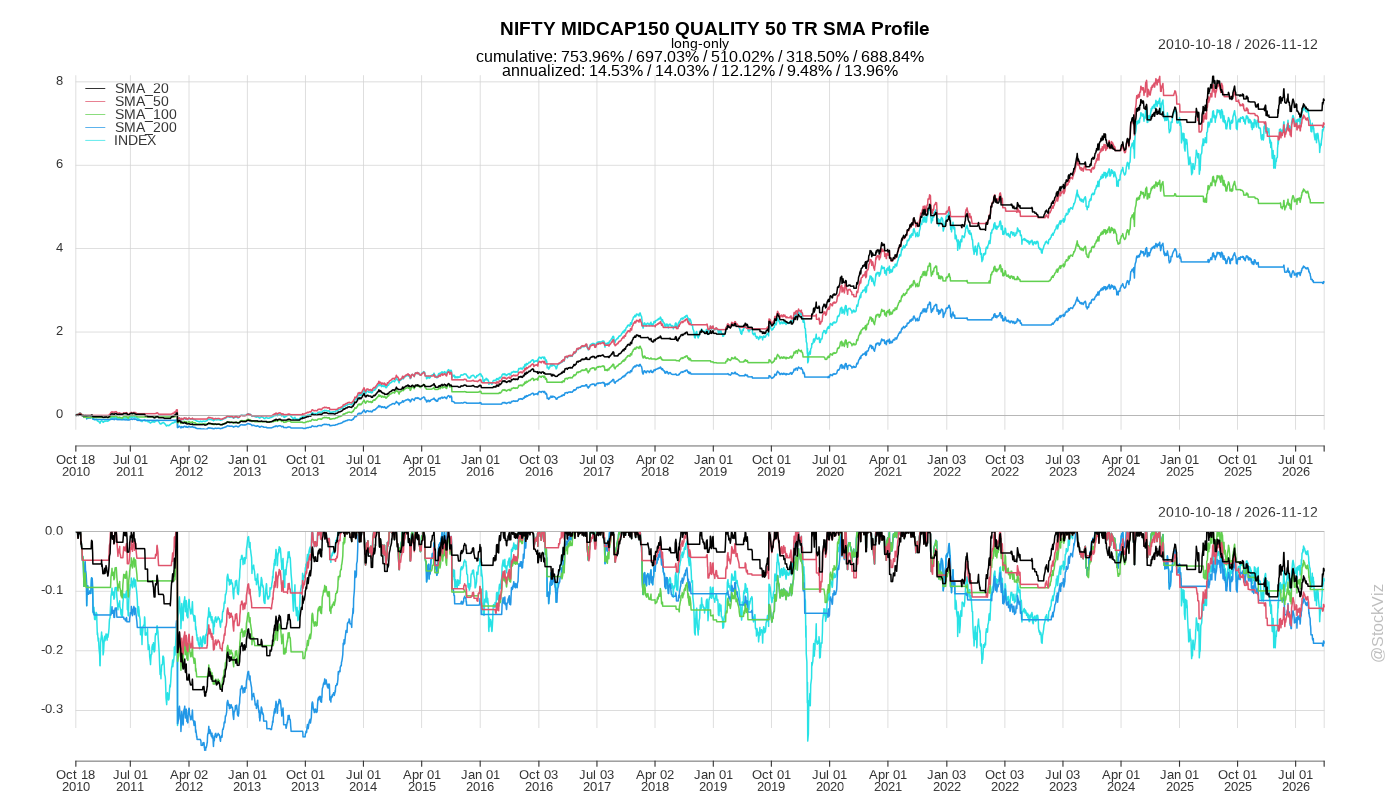 NIFTY MIDCAP150 QUALITY 50 TR SMA Profile
long-only
2010-10-18 / 2026-11-12
cumulative: 753.96% / 697.03% / 510.02% / 318.50% / 688.84%
annualized: 14.53% / 14.03% / 12.12% / 9.48% / 13.96%
SMA_20
SMA_50
SMA_100
SMA_200
INDEX
8
6
4
2
0
Oct 18 Jul 01 Apr 02 Jan 01 Oct 01 Jul 01 Apr 01 Jan 01 Oct 03 Jul 03 Apr 02 Jan 01 Oct 01 Jul 01 Apr 01 Jan 03 Oct 03 Jul 03 Apr 01 Jan 01 Oct 01 Jul 01
2010 2011 2012 2013 2013 2014 2015 2016 2016 2017 2018 2019 2019 2020 2021 2022 2022 2023 2024 2025 2025 2026
2010-10-18 / 2026-11-12
0.0
-0.1
-0.2
-0.3
Oct 18 Jul 01 Apr 02 Jan 01 Oct 01 Jul 01 Apr 01 Jan 01 Oct 03 Jul 03 Apr 02 Jan 01 Oct 01 Jul 01 Apr 01 Jan 03 Oct 03 Jul 03 Apr 01 Jan 01 Oct 01 Jul 01
2010 2011 2012 2013 2013 2014 2015 2016 2016 2017 2018 2019 2019 2020 2021 2022 2022 2023 2024 2025 2025 2026
@StockViz